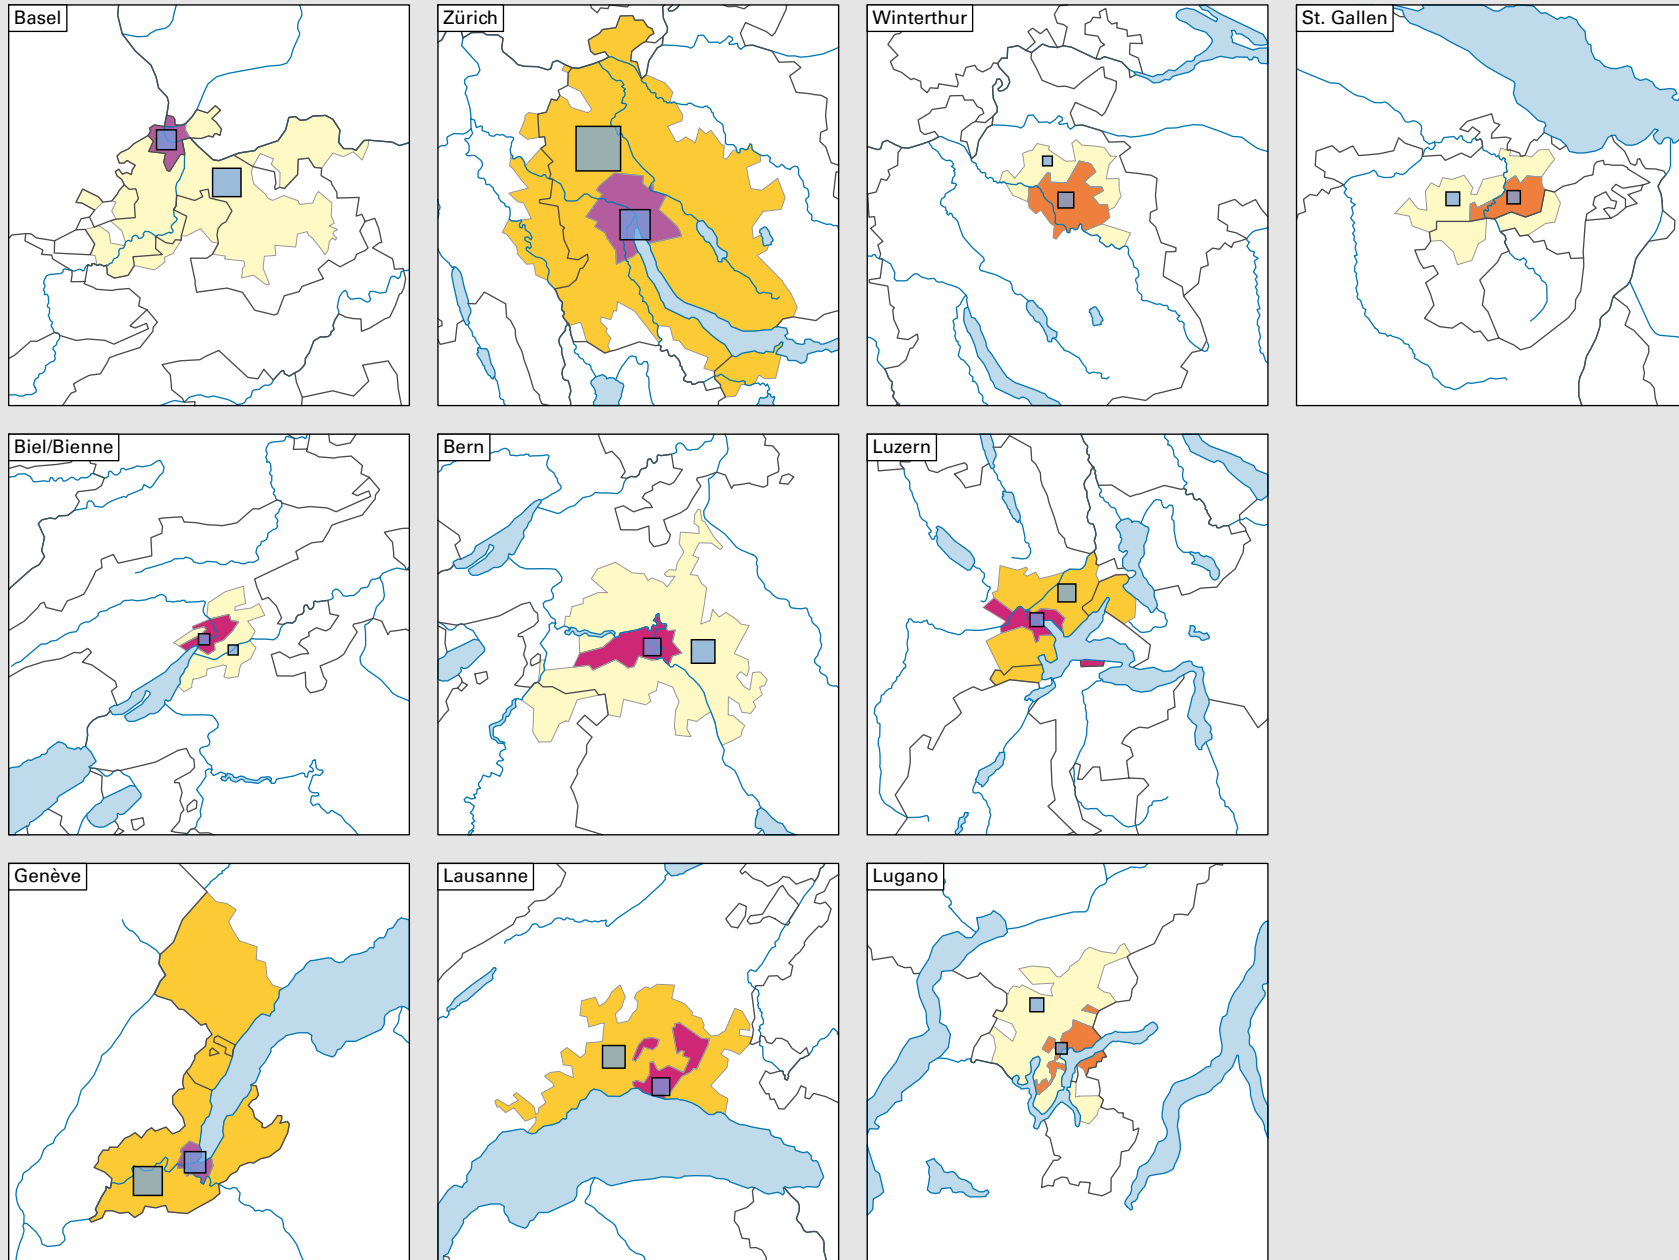 Basel
Zürich
Winterthur
St. Gallen
Biel/Bienne
Bern
Luzern
Genève
Lausanne
Lugano